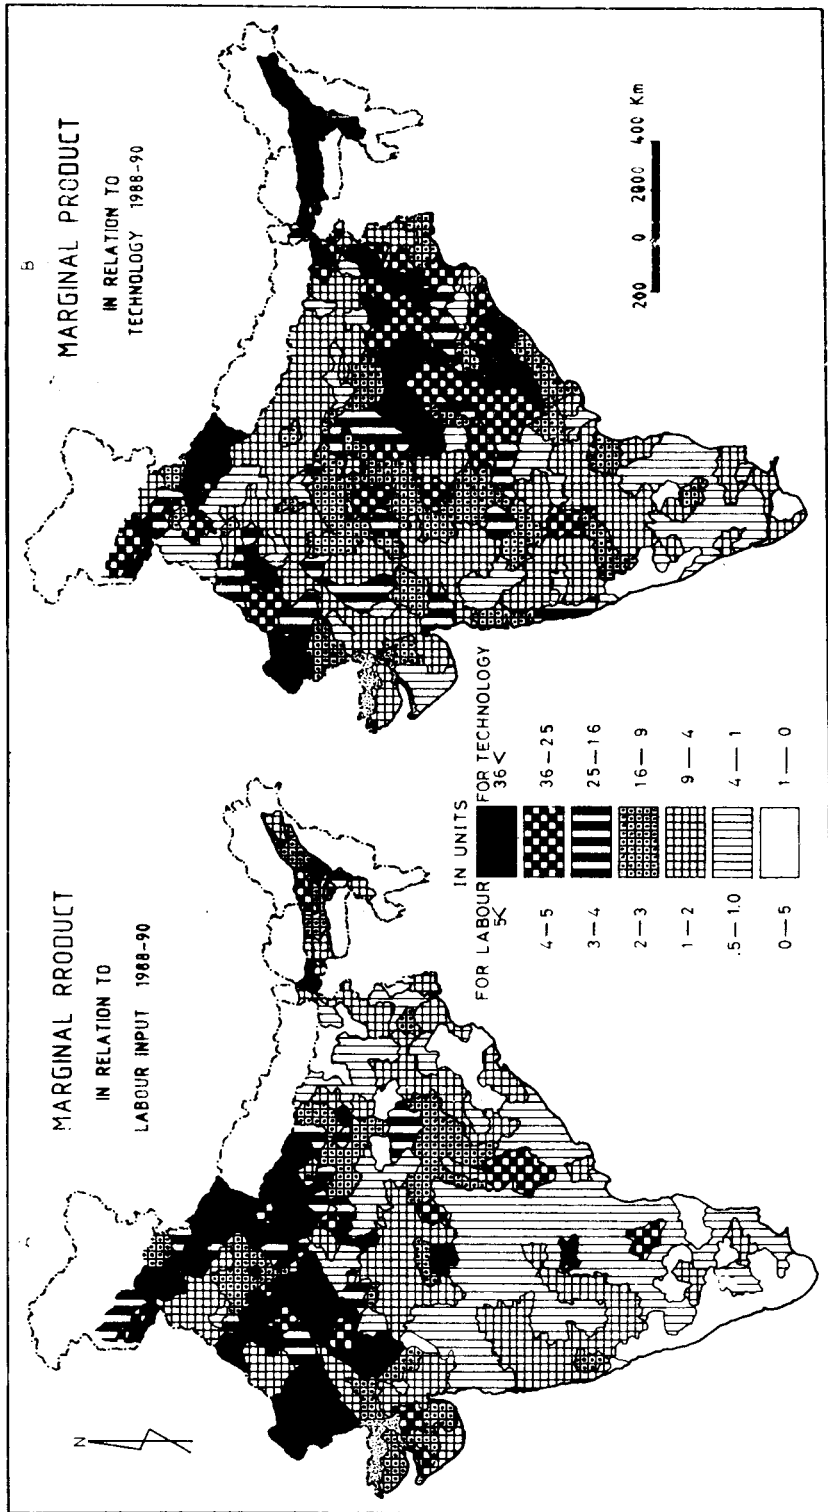 A
MARGINAL RRODUCT
IN RELATION TO
LABOUR INPUT 1988-90
N
B
MARGINAL PRODUCT
IN RELATION TO
TECHNOLOGY 1988-90
200 0 2000 400 Km
IN UNITS
FOR LABOUR FOR TECHNOLOGY
5< 36<
4—5 36—25
3—4 25—16
2—3 16—9
1—2 9—4
.5—1.0 4—1
0—5 1—0